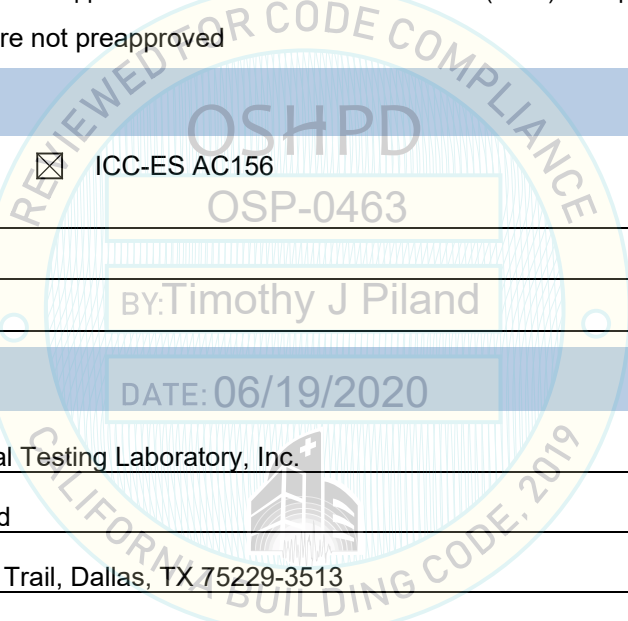 re not preapproved
REVIEWED FOR CODE COMPLIANCE
OSHPD
ICC-ES AC156
OSP-0463
BY:Timothy J Piland
DATE: 06/19/2020
al Testing Laboratory, Inc.
d
Trail, Dallas, TX 75229-3513
CALIFORNIA BUILDING CODE, 2019